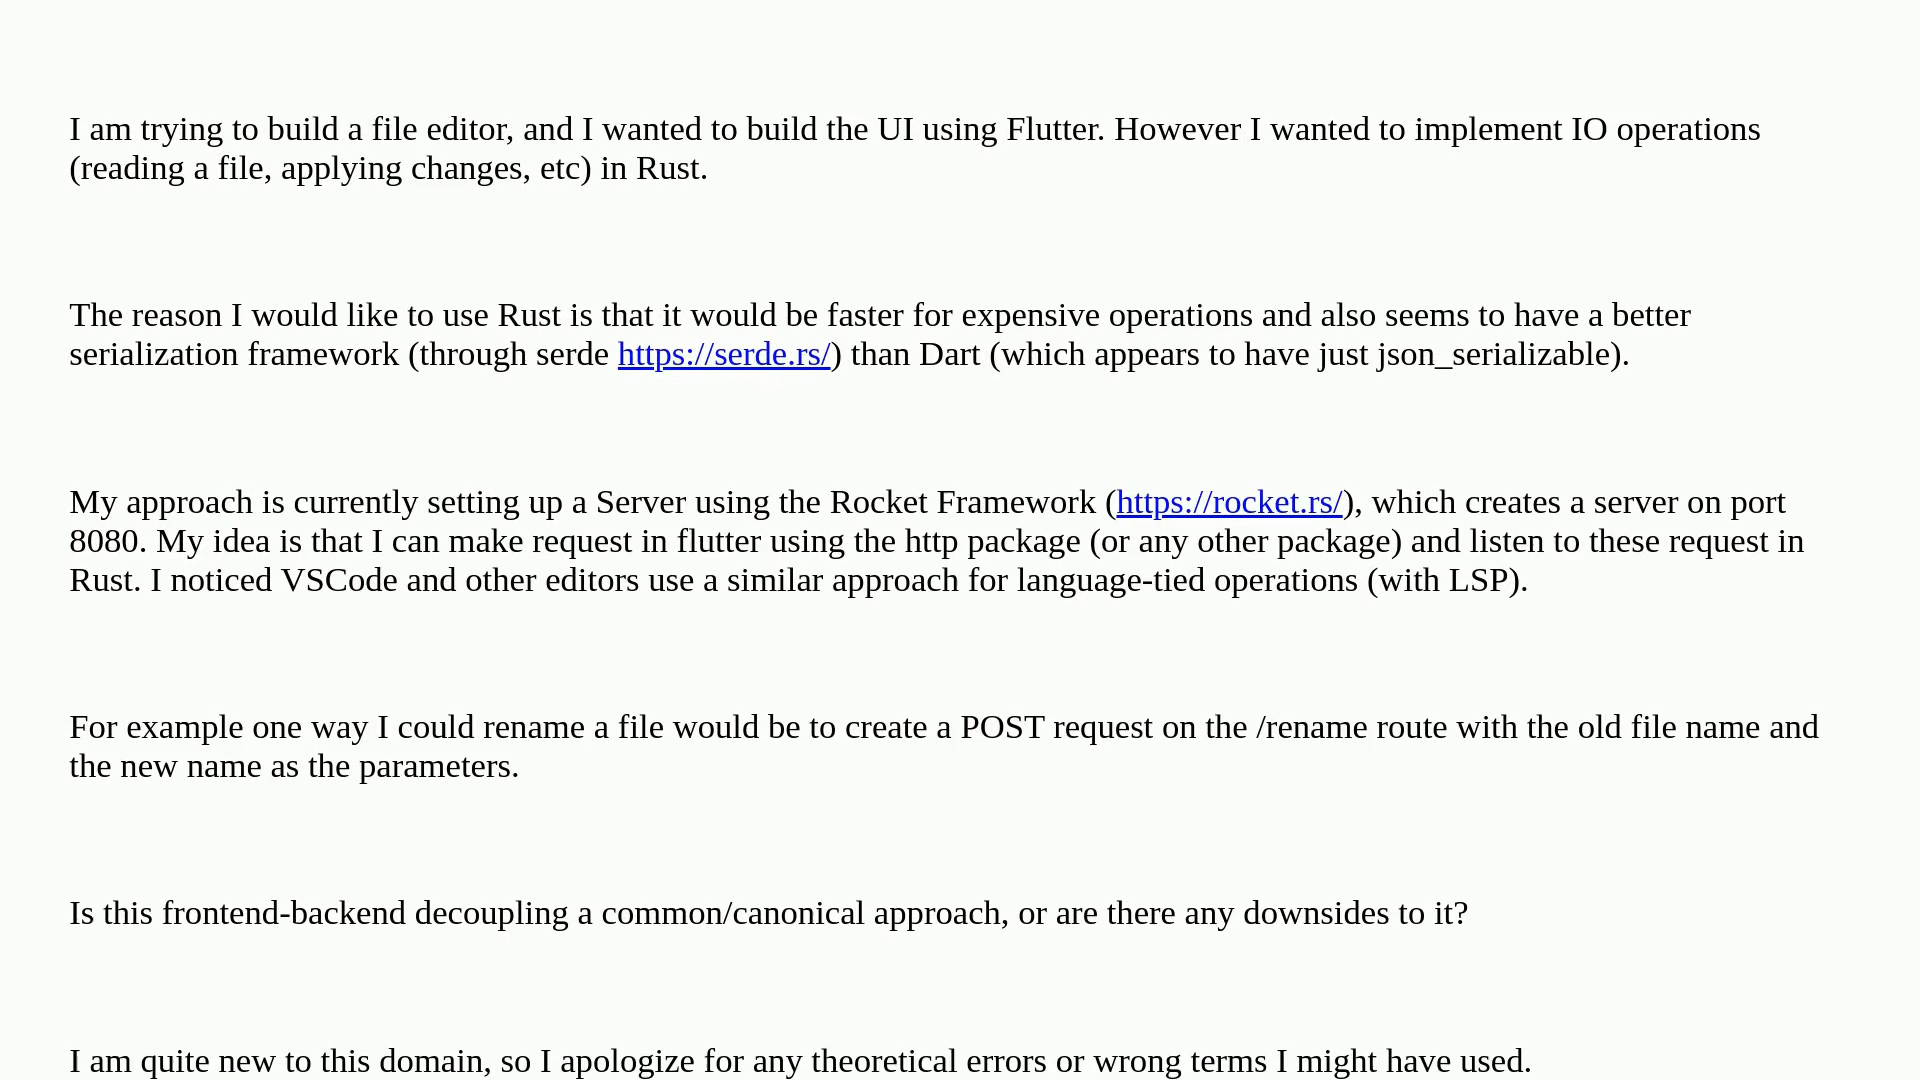 I am trying to build a file editor, and I wanted to build the UI using Flutter. However I wanted to implement IO operations
(reading a file, applying changes, etc) in Rust.
The reason I would like to use Rust is that it would be faster for expensive operations and also seems to have a better
serialization framework (through serde https://serde.rs/) than Dart (which appears to have just json_serializable).
My approach is currently setting up a Server using the Rocket Framework (https://rocket.rs/), which creates a server on port
8080. My idea is that I can make request in flutter using the http package (or any other package) and listen to these request in
Rust. I noticed VSCode and other editors use a similar approach for language-tied operations (with LSP).
For example one way I could rename a file would be to create a POST request on the /rename route with the old file name and
the new name as the parameters.
Is this frontend-backend decoupling a common/canonical approach, or are there any downsides to it?
I am quite new to this domain, so I apologize for any theoretical errors or wrong terms I might have used.